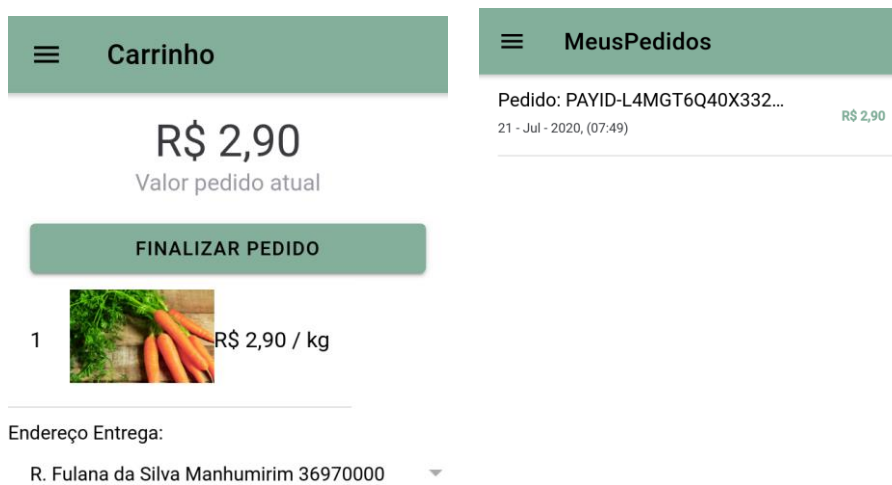 Carrinho
R$ 2,90
Valor pedido atual
FINALIZAR PEDIDO
1 R$ 2,90 / kg
Endereço Entrega:
R. Fulana da Silva Manhumirim 36970000
MeusPedidos
Pedido: PAYID-L4MGT6Q40X332...
R$ 2,90
21 - Jul - 2020, (07:49)